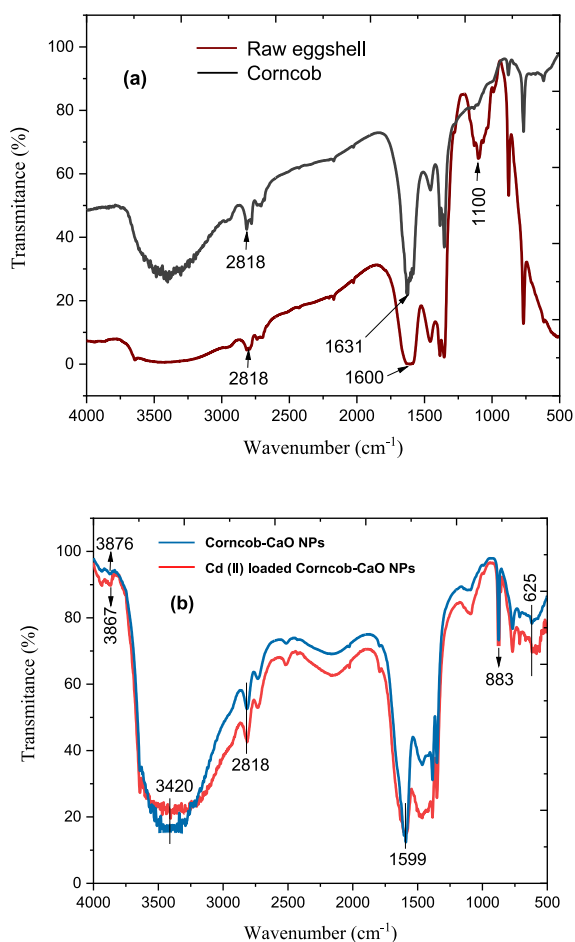 (a)
Raw eggshell
Corncob
Transmitance (%)
100
80
60
40
20
0
2818
2818
1631
1600
1100
4000 3500 3000 2500 2000 1500 1000 500
Wavenumber (cm-1)
(b)
Corncob-CaO NPs
Cd (II) loaded Corncob-CaO NPs
Transmitance (%)
100
80
60
40
20
0
3876
3867
3420
2818
1599
883
625
4000 3500 3000 2500 2000 1500 1000 500
Wavenumber (cm-1)